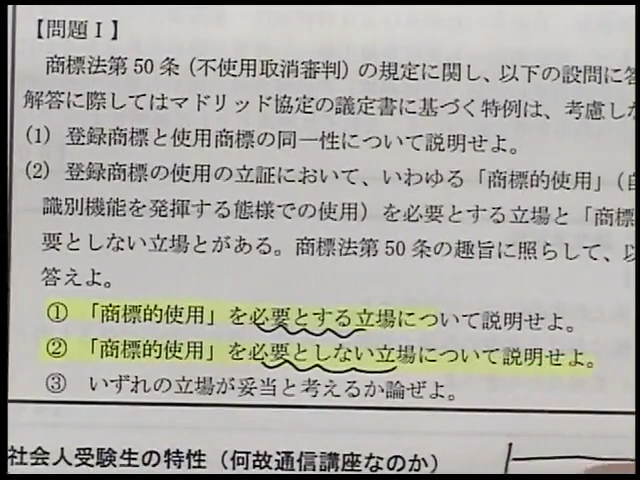 【問題Ⅰ】
商標法第50条(不使用取消審判)の規定に関し、以下の設問に答
解答に際してはマドリッド協定の議定書に基づく特例は、考慮しな
(1) 登録商標と使用商標の同一性について説明せよ。
(2) 登録商標の使用の立証において、いわゆる「商標的使用」(自
識別機能を発揮する態様での使用)を必要とする立場と「商標
要としない立場とがある。商標法第50条の趣旨に照らして、以
答えよ。
① 「商標的使用」を必要とする立場について説明せよ。
② 「商標的使用」を必要としない立場について説明せよ。
③ いずれの立場が妥当と考えるか論ぜよ。
社会人受験生の特性(何故通信講座なのか)